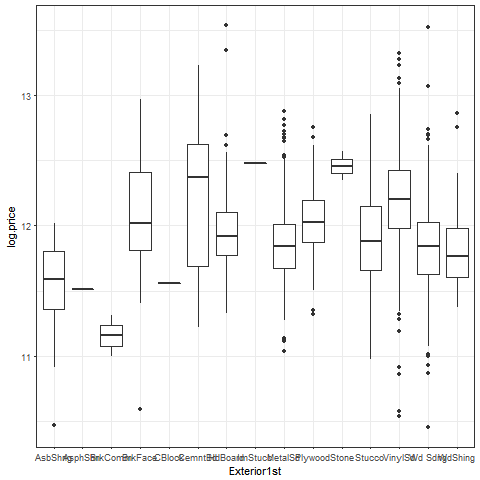 13
12
11
log.price
AsbShng AsphShn BrkComm BrkFace CBlock CemntBd HdBoard ImStucc MetalSd Plywood Stone Stucco VinylSd Wd Sdng WdShing
Exterior1st